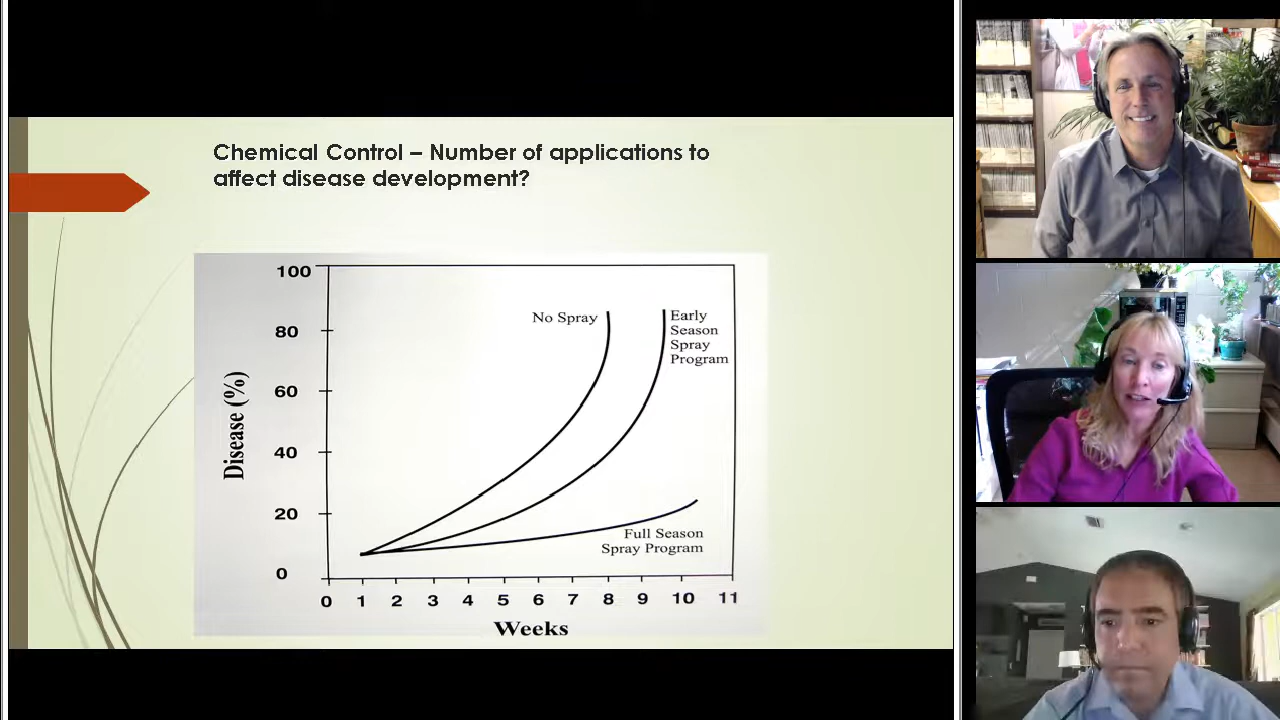 Chemical Control – Number of applications to
affect disease development?
100
80
60
40
20
0
Disease (%)
No Spray
Early
Season
Spray
Program
Full Season
Spray Program
0 1 2 3 4 5 6 7 8 9 10 11
Weeks